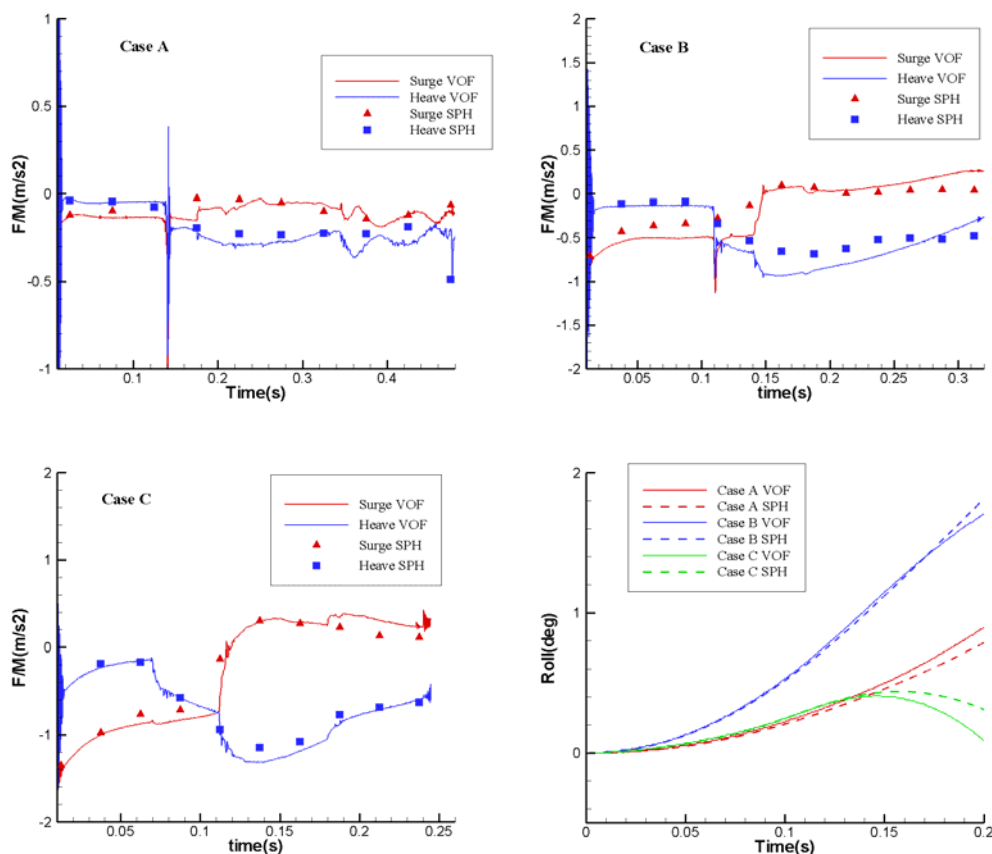 Case A
Surge VOF
Heave VOF
Surge SPH
Heave SPH
F/M(m/s2)
1
0.5
0
-0.5
-1
0.1
0.2
0.3
0.4
Time(s)
Case B
Surge VOF
Heave VOF
Surge SPH
Heave SPH
F/M(m/s2)
2
1.5
1
0.5
0
-0.5
-1
-1.5
-2
0.05
0.1
0.15
0.2
0.25
0.3
time(s)
Case C
Surge VOF
Heave VOF
Surge SPH
Heave SPH
F/M(m/s2)
2
1
0
-1
-2
0.05
0.1
0.15
0.2
0.25
time(s)
Case A VOF
Case A SPH
Case B VOF
Case B SPH
Case C VOF
Case C SPH
Roll(deg)
2
1
0
0
0.05
0.1
0.15
0.2
Time(s)